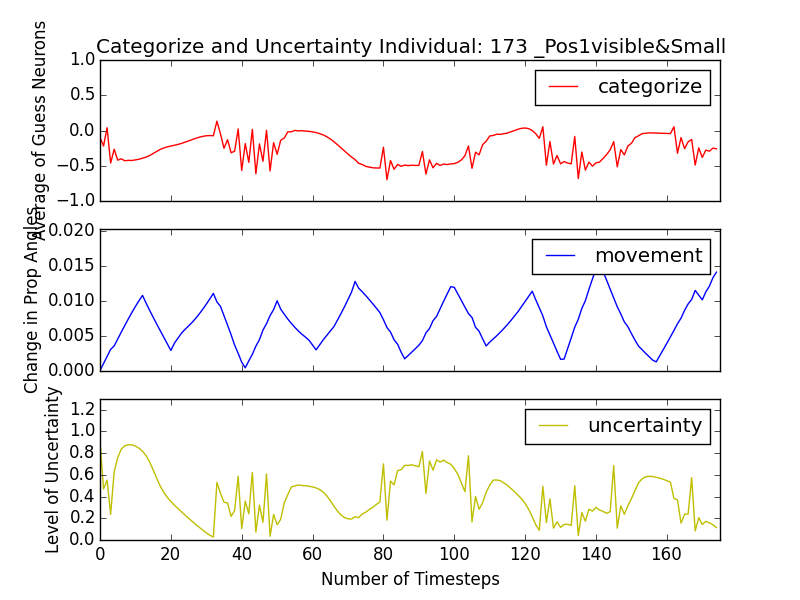 Categorize and Uncertainty Individual: 173 _Pos1visible&Small
Average of Guess Neurons
1.0
0.5
0.0
−0.5
−1.0
categorize
Change in Prop Angles
0.020
0.015
0.010
0.005
0.000
movement
Level of Uncertainty
1.2
1.0
0.8
0.6
0.4
0.2
0.0
uncertainty
0 20 40 60 80 100 120 140 160
Number of Timesteps